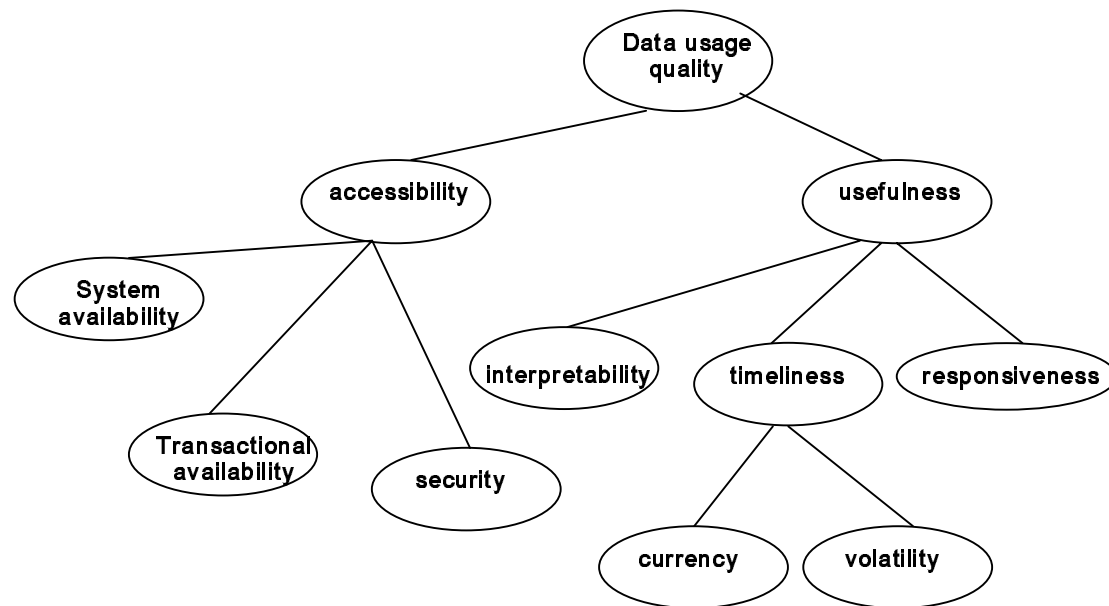 Data usage
quality
accessibility
usefulness
System
availability
interpretability
timeliness
responsiveness
Transactional
availability
security
currency
volatility